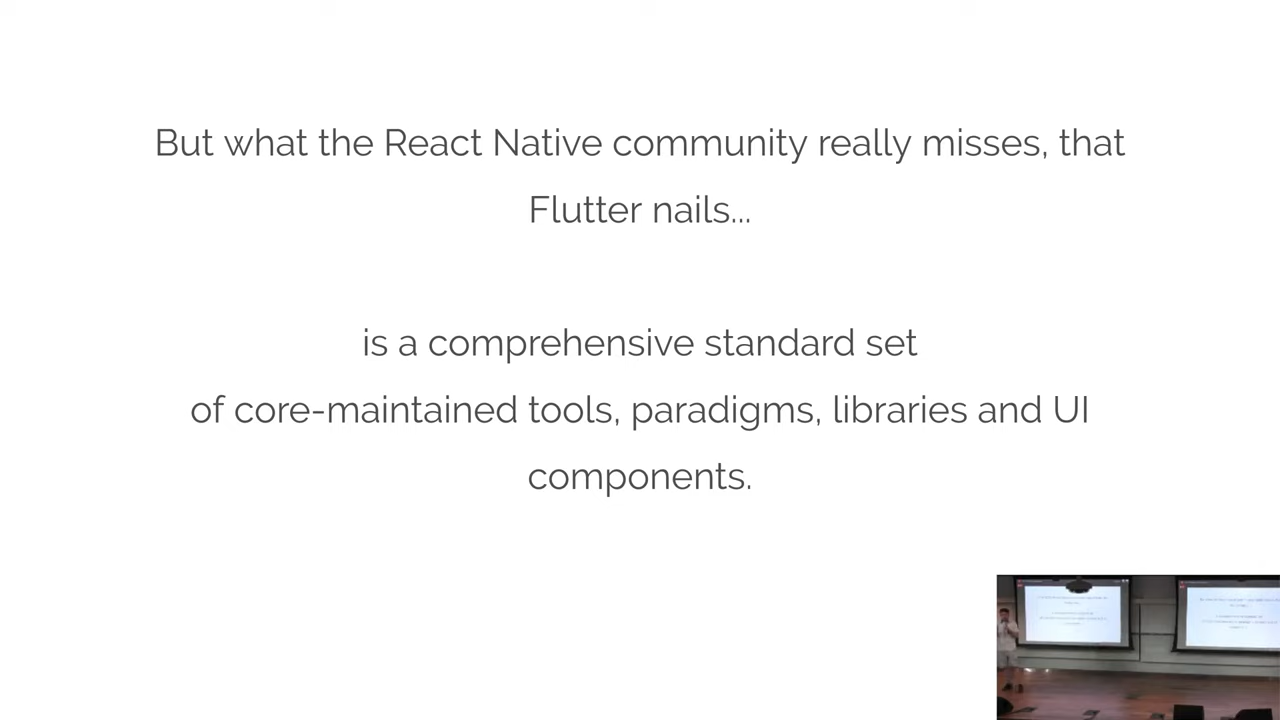 But what the React Native community really misses, that
Flutter nails...
is a comprehensive standard set
of core-maintained tools, paradigms, libraries and UI
components.